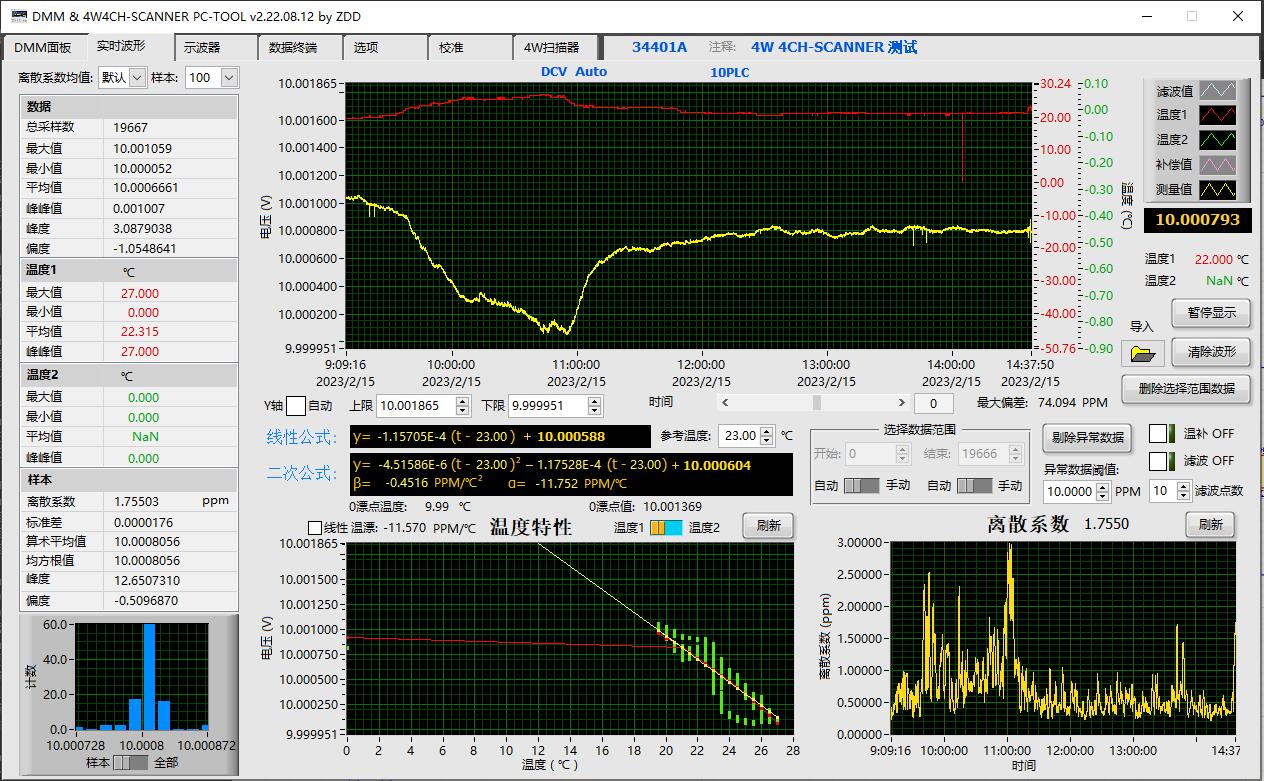 DMM & 4W4CH-SCANNER PC-TOOL v2.22.08.12 by ZDD
DMM面板 实时波形 示波器 数据终端 选项 校准 4W扫描器 34401A 注释: 4W 4CH-SCANNER 测试
离散系数均值: 默认 样本: 100
DCV Auto 10PLC
数据
总采样数 19667
最大值 10.001059
最小值 10.000052
平均值 10.0006661
峰峰值 0.001007
峰度 3.0879038
偏度 -1.0548641
温度1 ℃
最大值 27.000
最小值 0.000
平均值 22.315
峰峰值 27.000
温度2 ℃
最大值 0.000
最小值 0.000
平均值 NaN
峰峰值 0.000
样本
离散系数 1.75503 ppm
标准差 0.0000176
算术平均值 10.0008056
均方根值 10.0008056
峰度 12.6507310
偏度 -0.5096870
计数
60.0
40.0
20.0
0.0
10.000728 10.0008 10.000872
样本 全部
电压 (V)
10.001865
10.001600
10.001400
10.001200
10.001000
10.000800
10.000600
10.000400
10.000200
9.999951
30.24
20.00
10.00
0.00
-10.00
-20.00
-30.00
-40.00
-50.76
0.10
0.00
-0.10
-0.20
-0.30
-0.40
-0.50
-0.60
-0.70
-0.80
-0.90
温度 (℃)
9:09:16 10:00:00 11:00:00 12:00:00 13:00:00 14:00:00 14:37:50
2023/2/15 2023/2/15 2023/2/15 2023/2/15 2023/2/15 2023/2/15 2023/2/15
滤波值
温度1
温度2
补偿值
测量值
10.000793
温度1 22.000 ℃
温度2 NaN ℃
导入
暂停显示
清除波形
删除选择范围数据
Y轴 自动 上限 10.001865 下限 9.999951 时间 0 最大偏差: 74.094 PPM
线性公式: y= -1.15705E-4 (t - 23.00 ) + 10.000588 参考温度: 23.00 ℃
二次公式: y= -4.51586E-6 (t - 23.00 )² - 1.17528E-4 (t - 23.00 ) + 10.000604
β= -0.4516 PPM/℃² α= -11.752 PPM/℃
0漂点温度: 9.99 ℃ 0漂点值: 10.001369
选择数据范围
开始: 0 结束: 19666
自动 手动 自动 手动
剔除异常数据
异常数据阈值:
10.0000 PPM
温补 OFF
滤波 OFF
10 滤波点数
线性 温漂: -11.570 PPM/℃ 温度特性 温度1 温度2 刷新
电压 (V)
10.001865
10.001500
10.001250
10.001000
10.000750
10.000500
10.000250
9.999951
0 2 4 6 8 10 12 14 16 18 20 22 24 26 28
温度 ( ℃ )
离散系数 1.7550 刷新
离散系数 (ppm)
3.00000
2.50000
2.00000
1.50000
1.00000
0.50000
0.00000
9:09:16 10:00:00 11:00:00 12:00:00 13:00:00 14:37
时间